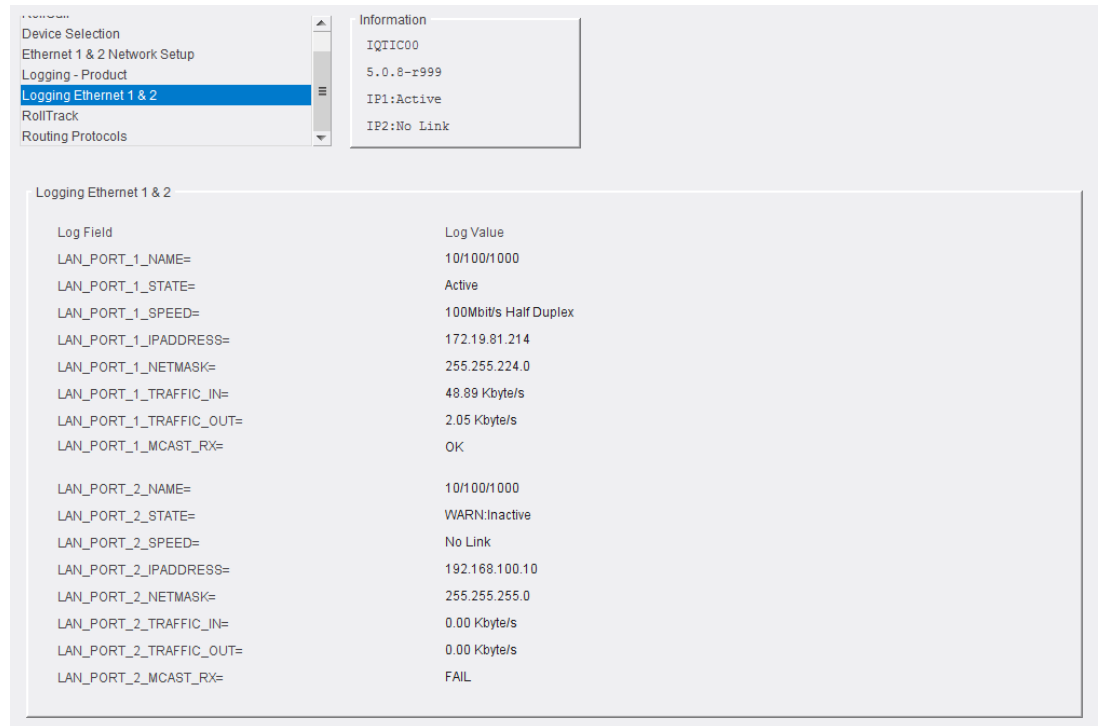 Device Selection
Ethernet 1 & 2 Network Setup
Logging - Product
Logging Ethernet 1 & 2
RollTrack
Routing Protocols
Information
IQTIC00
5.0.8-r999
IP1:Active
IP2:No Link
Logging Ethernet 1 & 2
Log Field Log Value
LAN_PORT_1_NAME= 10/100/1000
LAN_PORT_1_STATE= Active
LAN_PORT_1_SPEED= 100Mbit/s Half Duplex
LAN_PORT_1_IPADDRESS= 172.19.81.214
LAN_PORT_1_NETMASK= 255.255.224.0
LAN_PORT_1_TRAFFIC_IN= 48.89 Kbyte/s
LAN_PORT_1_TRAFFIC_OUT= 2.05 Kbyte/s
LAN_PORT_1_MCAST_RX= OK
LAN_PORT_2_NAME= 10/100/1000
LAN_PORT_2_STATE= WARN:Inactive
LAN_PORT_2_SPEED= No Link
LAN_PORT_2_IPADDRESS= 192.168.100.10
LAN_PORT_2_NETMASK= 255.255.255.0
LAN_PORT_2_TRAFFIC_IN= 0.00 Kbyte/s
LAN_PORT_2_TRAFFIC_OUT= 0.00 Kbyte/s
LAN_PORT_2_MCAST_RX= FAIL